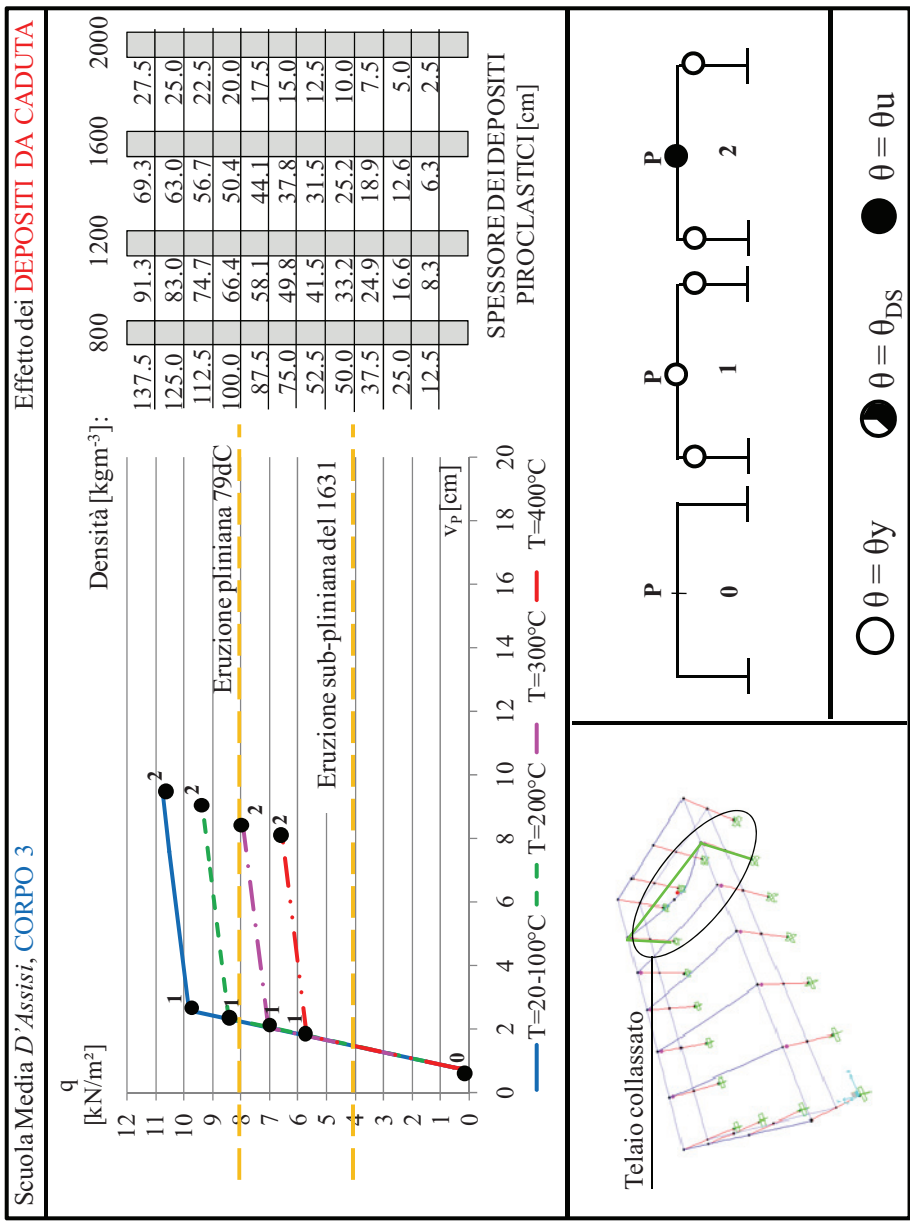 Scuola Media D'Assisi, CORPO 3
Effetto dei DEPOSITI DA CADUTA
q
[kN/m²]
Densità [kgm⁻³]:
800
1200
1600
2000
12
11
10
9
8
7
6
5
4
3
2
1
0
137.5 91.3 69.3 27.5
125.0 83.0 63.0 25.0
112.5 74.7 56.7 22.5
100.0 66.4 50.4 20.0
87.5 58.1 44.1 17.5
75.0 49.8 37.8 15.0
52.5 41.5 31.5 12.5
50.0 33.2 25.2 10.0
37.5 24.9 18.9 7.5
25.0 16.6 12.6 5.0
12.5 8.3 6.3 2.5
SPESSORE DEI DEPOSITI
PIROCLASTICI [cm]
Eruzione pliniana 79dC
Eruzione sub-pliniana del 1631
1
2
1
2
1
2
1
2
0
v_P [cm]
0 2 4 6 8 10 12 14 16 18 20
T=20-100°C T=200°C T=300°C T=400°C
Telaio collassato
P
0
P
1
P
2
θ = θy
θ = θ_DS
θ = θu